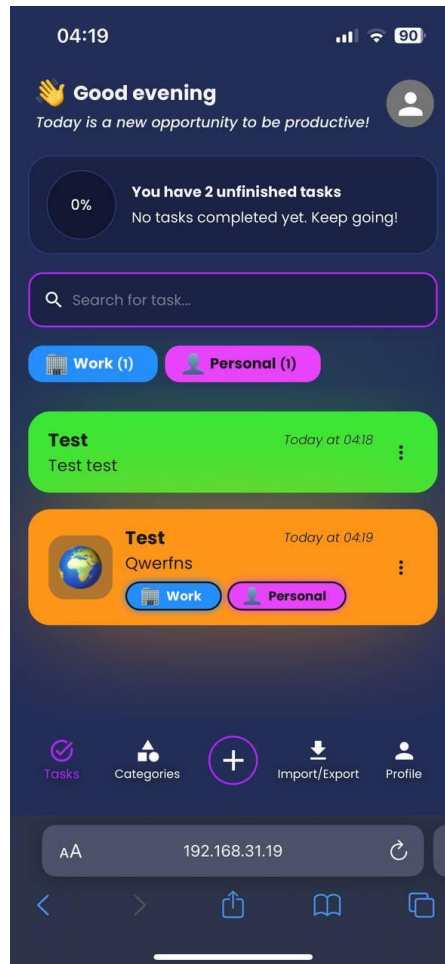 04:19
90
👋 Good evening
Today is a new opportunity to be productive!
0%
You have 2 unfinished tasks
No tasks completed yet. Keep going!
Search for task...
Work (1)
Personal (1)
Test
Today at 04:18
Test test
Test
Today at 04:19
Qwerfns
Work
Personal
Tasks
Categories
Import/Export
Profile
AA
192.168.31.19